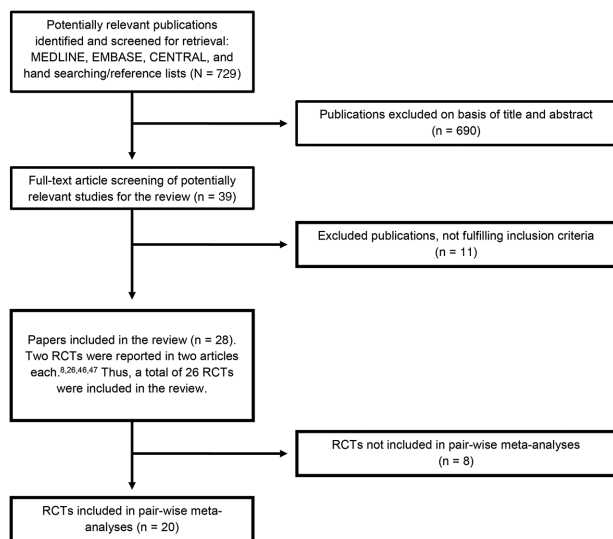 Potentially relevant publications
identified and screened for retrieval:
MEDLINE, EMBASE, CENTRAL, and
hand searching/reference lists (N = 729)
Publications excluded on basis of title and abstract
(n = 690)
Full-text article screening of potentially
relevant studies for the review (n = 39)
Excluded publications, not fulfilling inclusion criteria
(n = 11)
Papers included in the review (n = 28).
Two RCTs were reported in two articles
each.8,26,46,47 Thus, a total of 26 RCTs
were included in the review.
RCTs not included in pair-wise meta-analyses
(n = 8)
RCTs included in pair-wise meta-
analyses (n = 20)